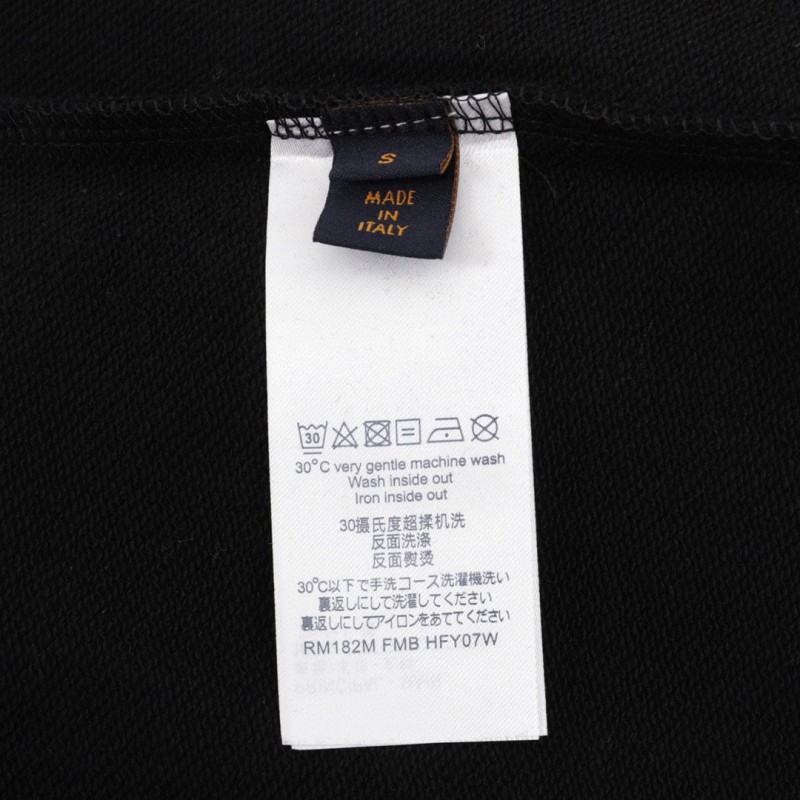 S
MADE
IN
ITALY
30
30°C very gentle machine wash
Wash inside out
Iron inside out
30摄氏度超揉机洗
反面洗涤
反面熨烫
30℃以下で手洗コース洗濯機洗い
裏返しにして洗濯してください
裏返しにしてアイロンをあててください
RM182M FMB HFY07W